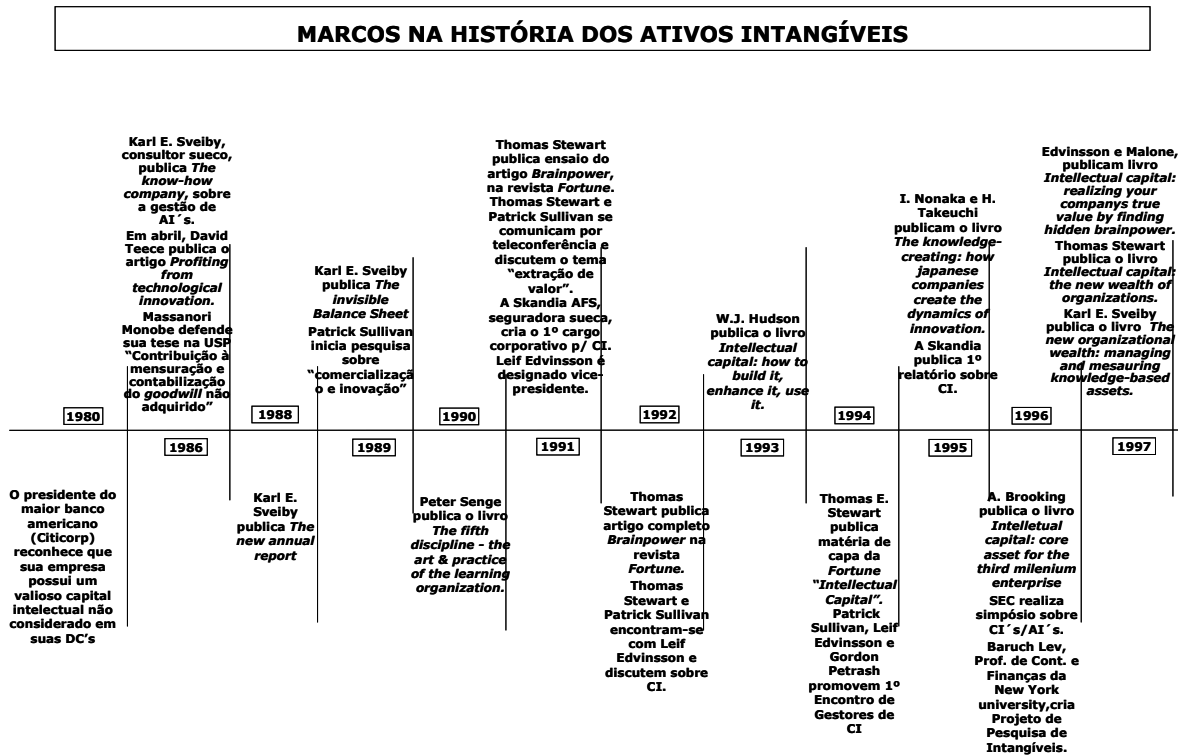 MARCOS NA HISTÓRIA DOS ATIVOS INTANGÍVEIS
1980
O presidente do
maior banco
americano
(Citicorp)
reconhece que
sua empresa
possui um
valioso capital
intelectual não
considerado em
suas DC’s
Karl E. Sveiby,
consultor sueco,
publica The
know-how
company, sobre
a gestão de
AI´s.
Em abril, David
Teece publica o
artigo Profiting
from
technological
innovation.
Massanori
Monobe defende
sua tese na USP
“Contribuição à
mensuração e
contabilização
do goodwill não
adquirido”
1986
1988
Karl E.
Sveiby
publica The
new annual
report
Karl E. Sveiby
publica The
invisible
Balance Sheet
Patrick Sullivan
inicia pesquisa
sobre
“comercializaçã
o e inovação”
1989
1990
Peter Senge
publica o livro
The fifth
discipline - the
art & practice
of the learning
organization.
Thomas Stewart
publica ensaio do
artigo Brainpower,
na revista Fortune.
Thomas Stewart e
Patrick Sullivan se
comunicam por
teleconferência e
discutem o tema
“extração de
valor”.
A Skandia AFS,
seguradora sueca,
cria o 1º cargo
corporativo p/ CI.
Leif Edvinsson é
designado vice-
presidente.
1991
1992
Thomas
Stewart publica
artigo completo
Brainpower na
revista
Fortune.
Thomas
Stewart e
Patrick Sullivan
encontram-se
com Leif
Edvinsson e
discutem sobre
CI.
W.J. Hudson
publica o livro
Intellectual
capital: how to
build it,
enhance it, use
it.
1993
1994
Thomas E.
Stewart
publica
matéria de
capa da
Fortune
“Intellectual
Capital”.
Patrick
Sullivan, Leif
Edvinsson e
Gordon
Petrash
promovem 1º
Encontro de
Gestores de
CI
I. Nonaka e H.
Takeuchi
publicam o livro
The knowledge-
creating: how
japanese
companies
create the
dynamics of
innovation.
A Skandia
publica 1º
relatório sobre
CI.
1995
1996
A. Brooking
publica o livro
Intelletual
capital: core
asset for the
third milenium
enterprise
SEC realiza
simpósio sobre
CI´s/AI´s.
Baruch Lev,
Prof. de Cont. e
Finanças da
New York
university,cria
Projeto de
Pesquisa de
Intangíveis.
Edvinsson e Malone,
publicam livro
Intellectual capital:
realizing your
companys true
value by finding
hidden brainpower.
Thomas Stewart
publica o livro
Intellectual capital:
the new wealth of
organizations.
Karl E. Sveiby
publica o livro The
new organizational
wealth: managing
and mesauring
knowledge-based
assets.
1997